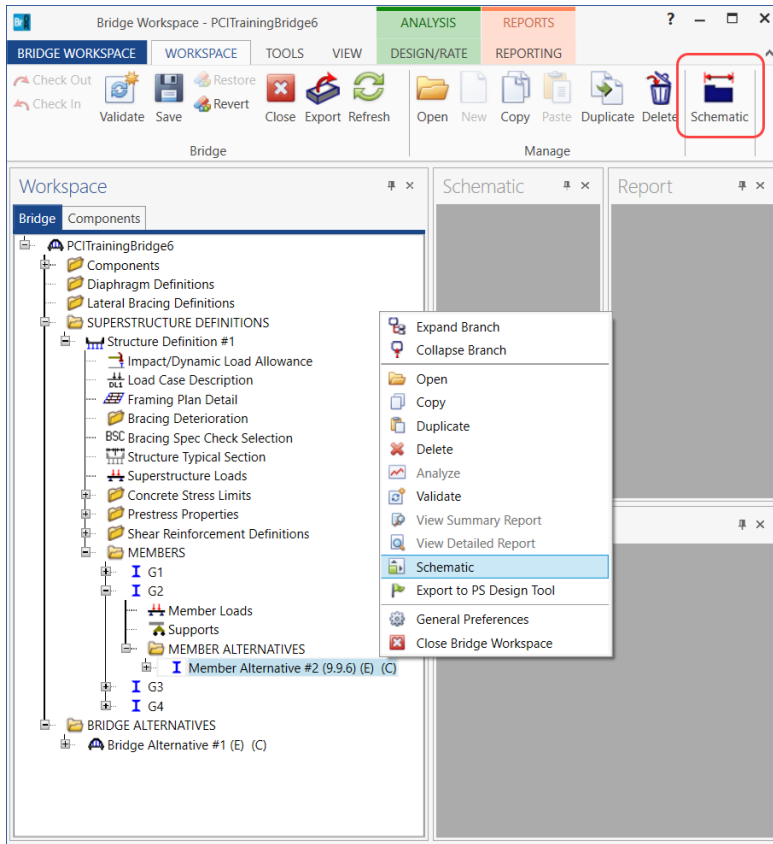 Br Bridge Workspace - PCITrainingBridge6 ANALYSIS REPORTS ?
BRIDGE WORKSPACE WORKSPACE TOOLS VIEW DESIGN/RATE REPORTING
Check Out
Check In
Validate
Save
Restore
Revert
Close
Export
Refresh
Open
New
Copy
Paste
Duplicate
Delete
Schematic
Bridge
Manage
Workspace
Bridge Components
PCITrainingBridge6
Components
Diaphragm Definitions
Lateral Bracing Definitions
SUPERSTRUCTURE DEFINITIONS
Structure Definition #1
Impact/Dynamic Load Allowance
DL1 Load Case Description
Framing Plan Detail
Bracing Deterioration
BSC Bracing Spec Check Selection
Structure Typical Section
Superstructure Loads
Concrete Stress Limits
Prestress Properties
Shear Reinforcement Definitions
MEMBERS
G1
G2
Member Loads
Supports
MEMBER ALTERNATIVES
Member Alternative #2 (9.9.6) (E) (C)
G3
G4
BRIDGE ALTERNATIVES
Bridge Alternative #1 (E) (C)
Schematic
Report
Expand Branch
Collapse Branch
Open
Copy
Duplicate
Delete
Analyze
Validate
View Summary Report
View Detailed Report
Schematic
Export to PS Design Tool
General Preferences
Close Bridge Workspace